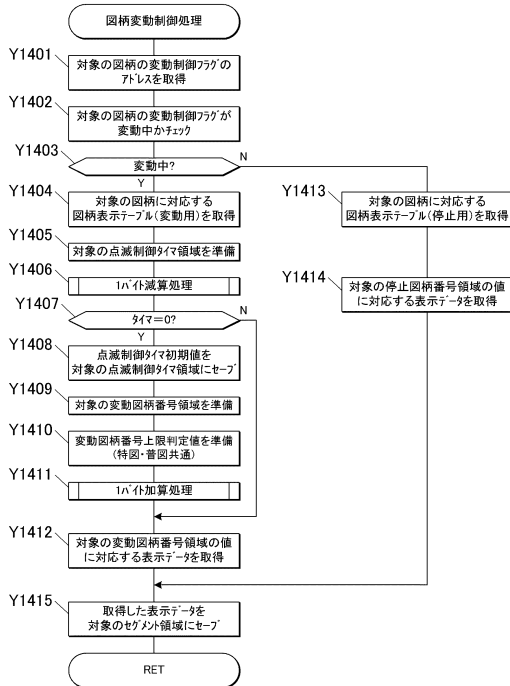 図柄変動制御処理
Y1401
対象の図柄の変動制御フラグの
アドレスを取得
Y1402
対象の図柄の変動制御フラグが
変動中かチェック
Y1403
変動中?
N
Y
Y1404
対象の図柄に対応する
図柄表示テーブル(変動用)を取得
Y1413
対象の図柄に対応する
図柄表示テーブル(停止用)を取得
Y1405
対象の点滅制御タイマ領域を準備
Y1406
1バイト減算処理
Y1414
対象の停止図柄番号領域の値
に対応する表示データを取得
Y1407
タイマ=0?
N
Y
Y1408
点滅制御タイマ初期値を
対象の点滅制御タイマ領域にセーブ
Y1409
対象の変動図柄番号領域を準備
Y1410
変動図柄番号上限判定値を準備
(特図・普図共通)
Y1411
1バイト加算処理
Y1412
対象の変動図柄番号領域の値
に対応する表示データを取得
Y1415
取得した表示データを
対象のセグメント領域にセーブ
RET